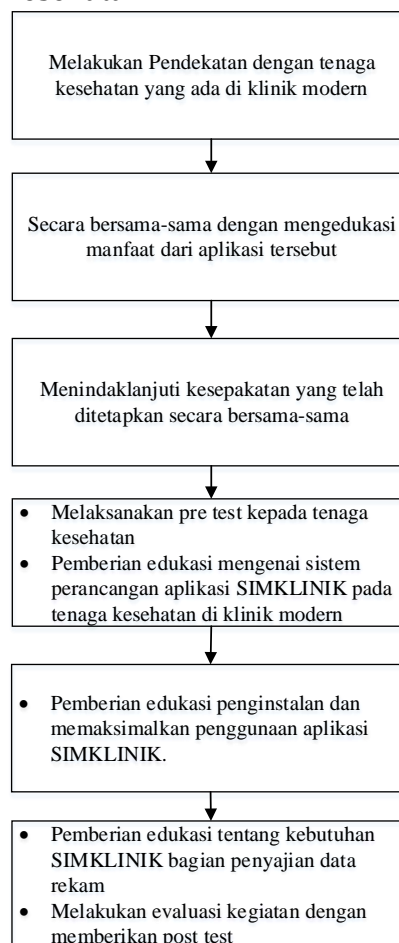 Melakukan Pendekatan dengan tenaga
kesehatan yang ada di klinik modern
Secara bersama-sama dengan mengedukasi
manfaat dari aplikasi tersebut
Menindaklanjuti kesepakatan yang telah
ditetapkan secara bersama-sama
• Melaksanakan pre test kepada tenaga
kesehatan
• Pemberian edukasi mengenai sistem
perancangan aplikasi SIMKLINIK pada
tenaga kesehatan di klinik modern
• Pemberian edukasi penginstalan dan
memaksimalkan penggunaan aplikasi
SIMKLINIK.
• Pemberian edukasi tentang kebutuhan
SIMKLINIK bagian penyajian data
rekam
• Melakukan evaluasi kegiatan dengan
memberikan post test